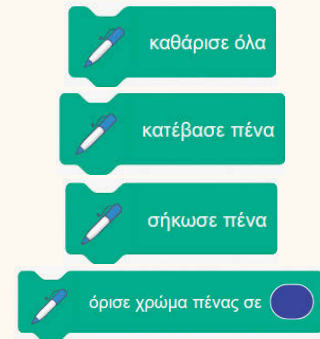 καθάρισε όλα
κατέβασε πένα
σήκωσε πένα
όρισε χρώμα πένας σε